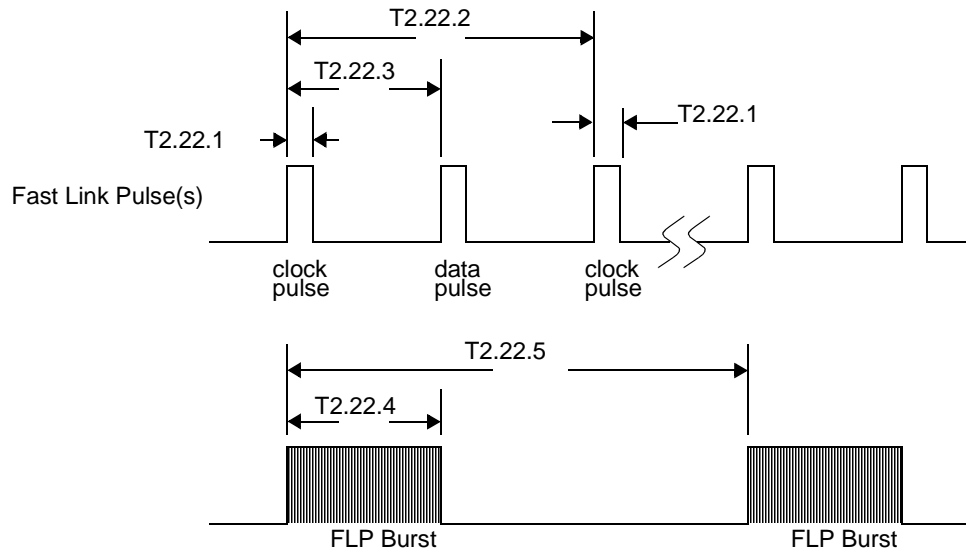 T2.22.2
T2.22.3
T2.22.1
T2.22.1
Fast Link Pulse(s)
clock
pulse
data
pulse
clock
pulse
T2.22.5
T2.22.4
FLP Burst
FLP Burst